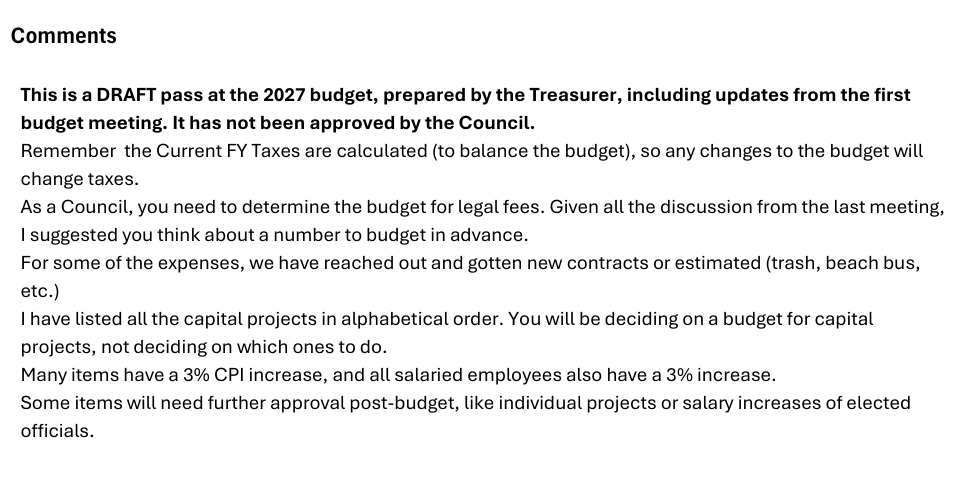 Comments
This is a DRAFT pass at the 2027 budget, prepared by the Treasurer, including updates from the first
budget meeting. It has not been approved by the Council.
Remember  the Current FY Taxes are calculated (to balance the budget), so any changes to the budget will
change taxes.
As a Council, you need to determine the budget for legal fees. Given all the discussion from the last meeting,
I suggested you think about a number to budget in advance.
For some of the expenses, we have reached out and gotten new contracts or estimated (trash, beach bus,
etc.)
I have listed all the capital projects in alphabetical order. You will be deciding on a budget for capital
projects, not deciding on which ones to do.
Many items have a 3% CPI increase, and all salaried employees also have a 3% increase.
Some items will need further approval post-budget, like individual projects or salary increases of elected
officials.